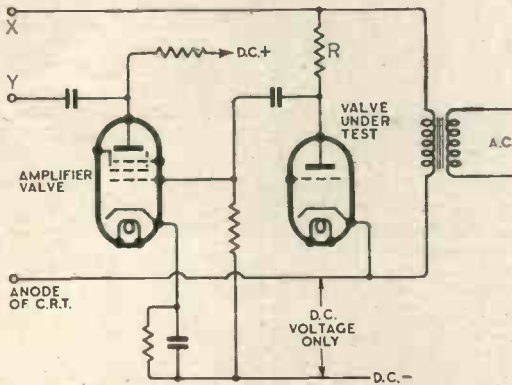 X
D.C.+
R
Y
VALVE
UNDER
TEST
AMPLIFIER
VALVE
A.C.
ANODE
OF C.R.T.
D.C.
VOLTAGE
ONLY
D.C.-